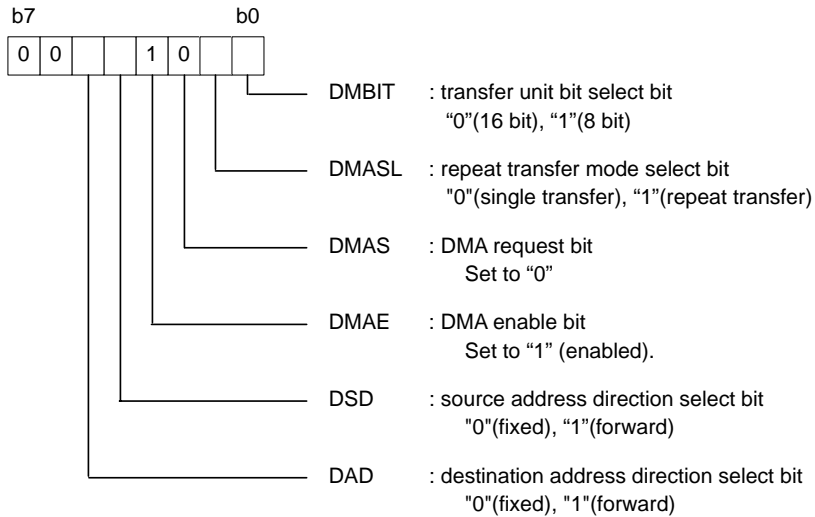 b7 b0
0 0 1 0
DMBIT : transfer unit bit select bit
“0”(16 bit), “1”(8 bit)
DMASL : repeat transfer mode select bit
"0"(single transfer), “1”(repeat transfer)
DMAS : DMA request bit
Set to “0”
DMAE : DMA enable bit
Set to “1” (enabled).
DSD : source address direction select bit
"0"(fixed), “1”(forward)
DAD : destination address direction select bit
"0"(fixed), "1"(forward)